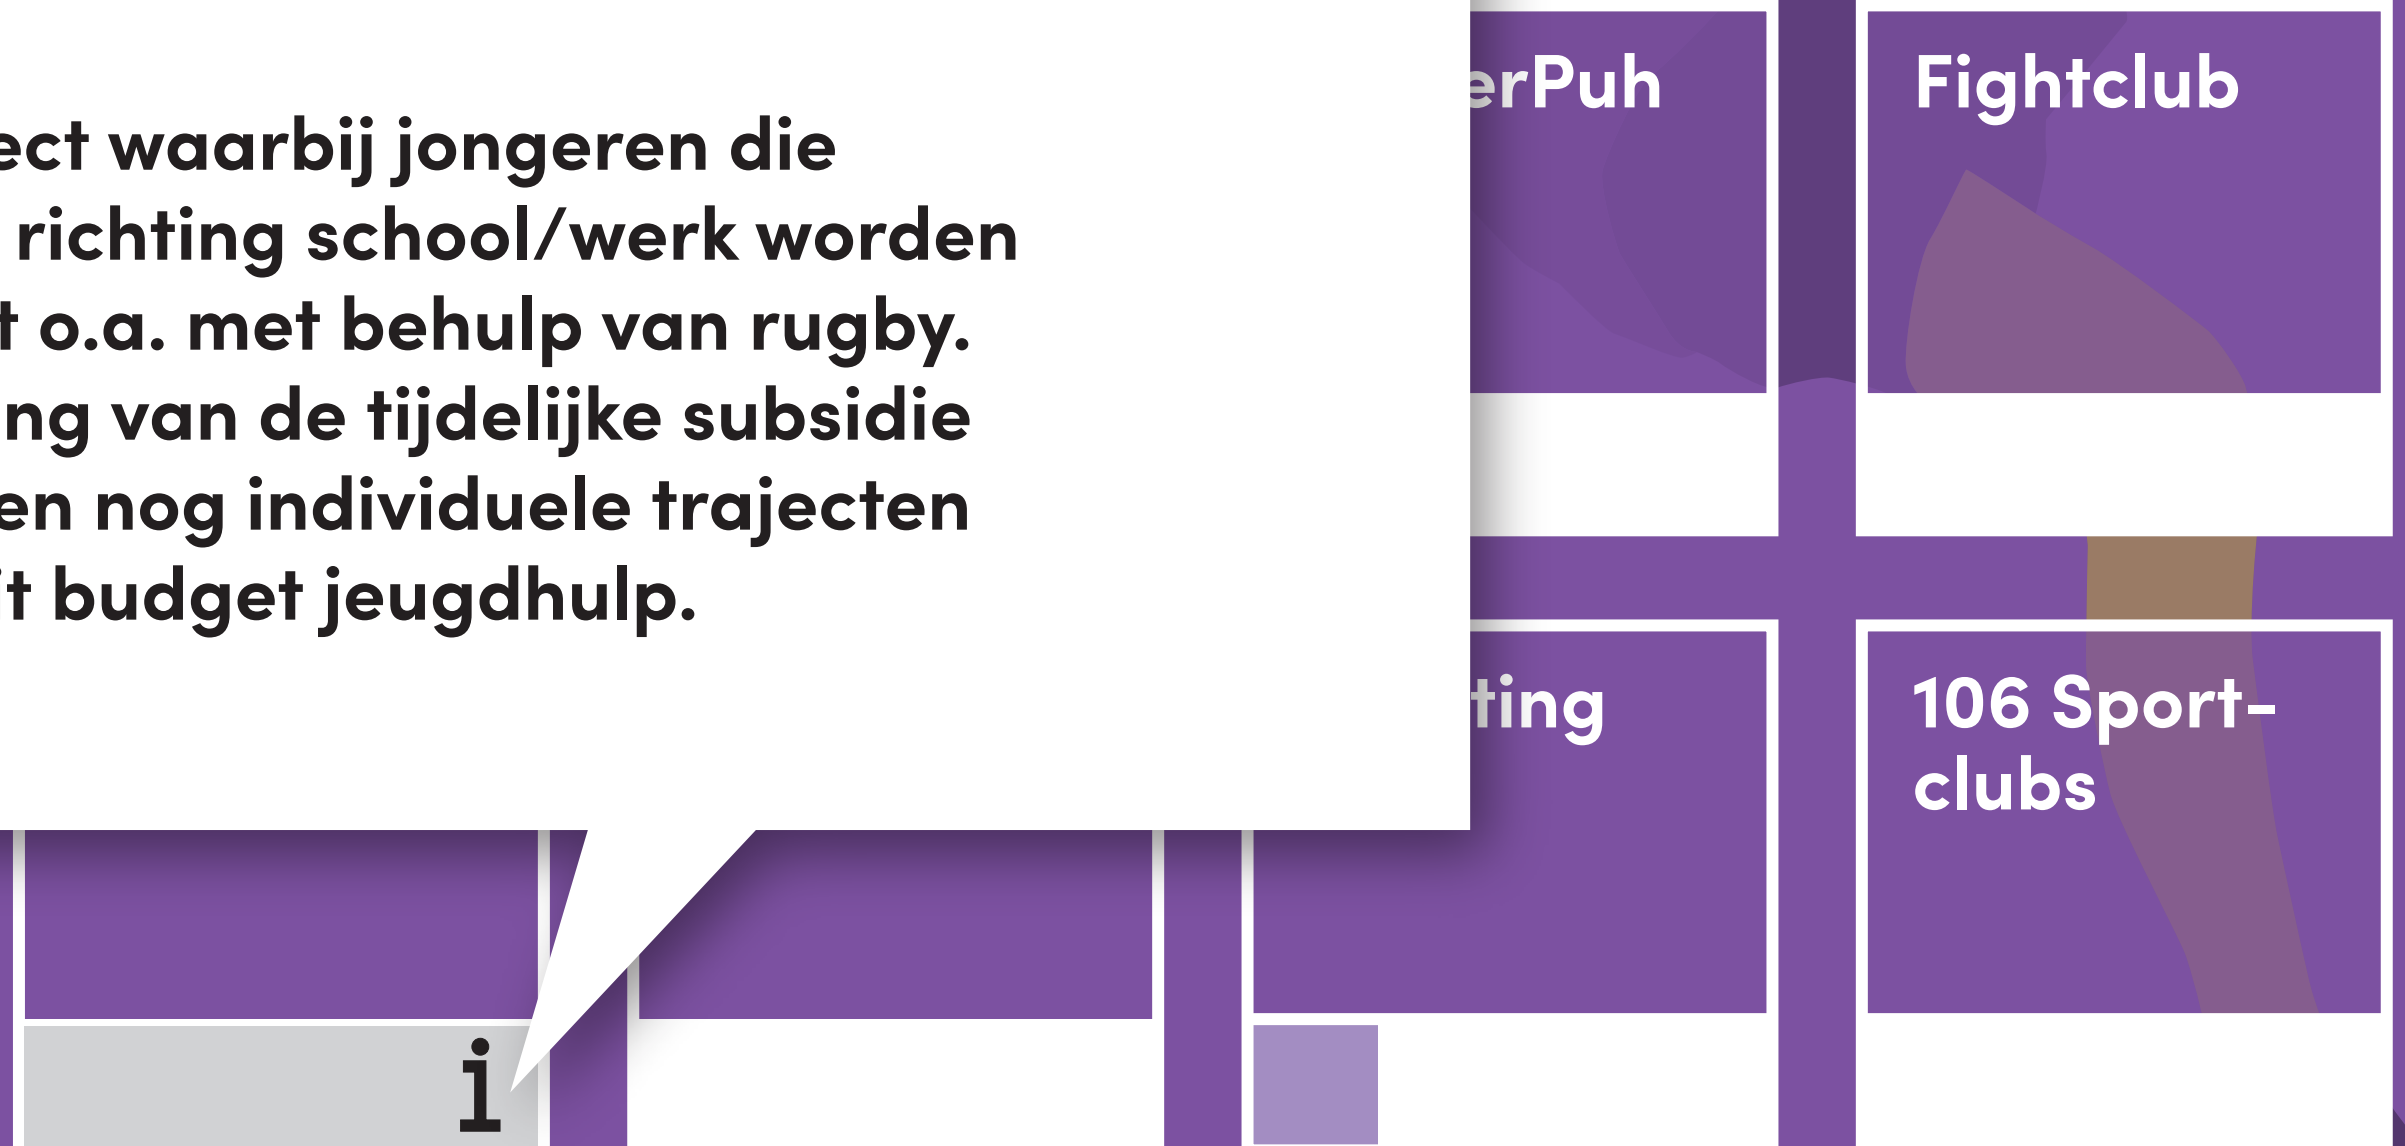 ect waarbij jongeren die
richting school/werk worden
t o.a. met behulp van rugby.
ng van de tijdelijke subsidie
en nog individuele trajecten
it budget jeugdhulp.
erPuh
Fightclub
ting
106 Sport-
clubs
i